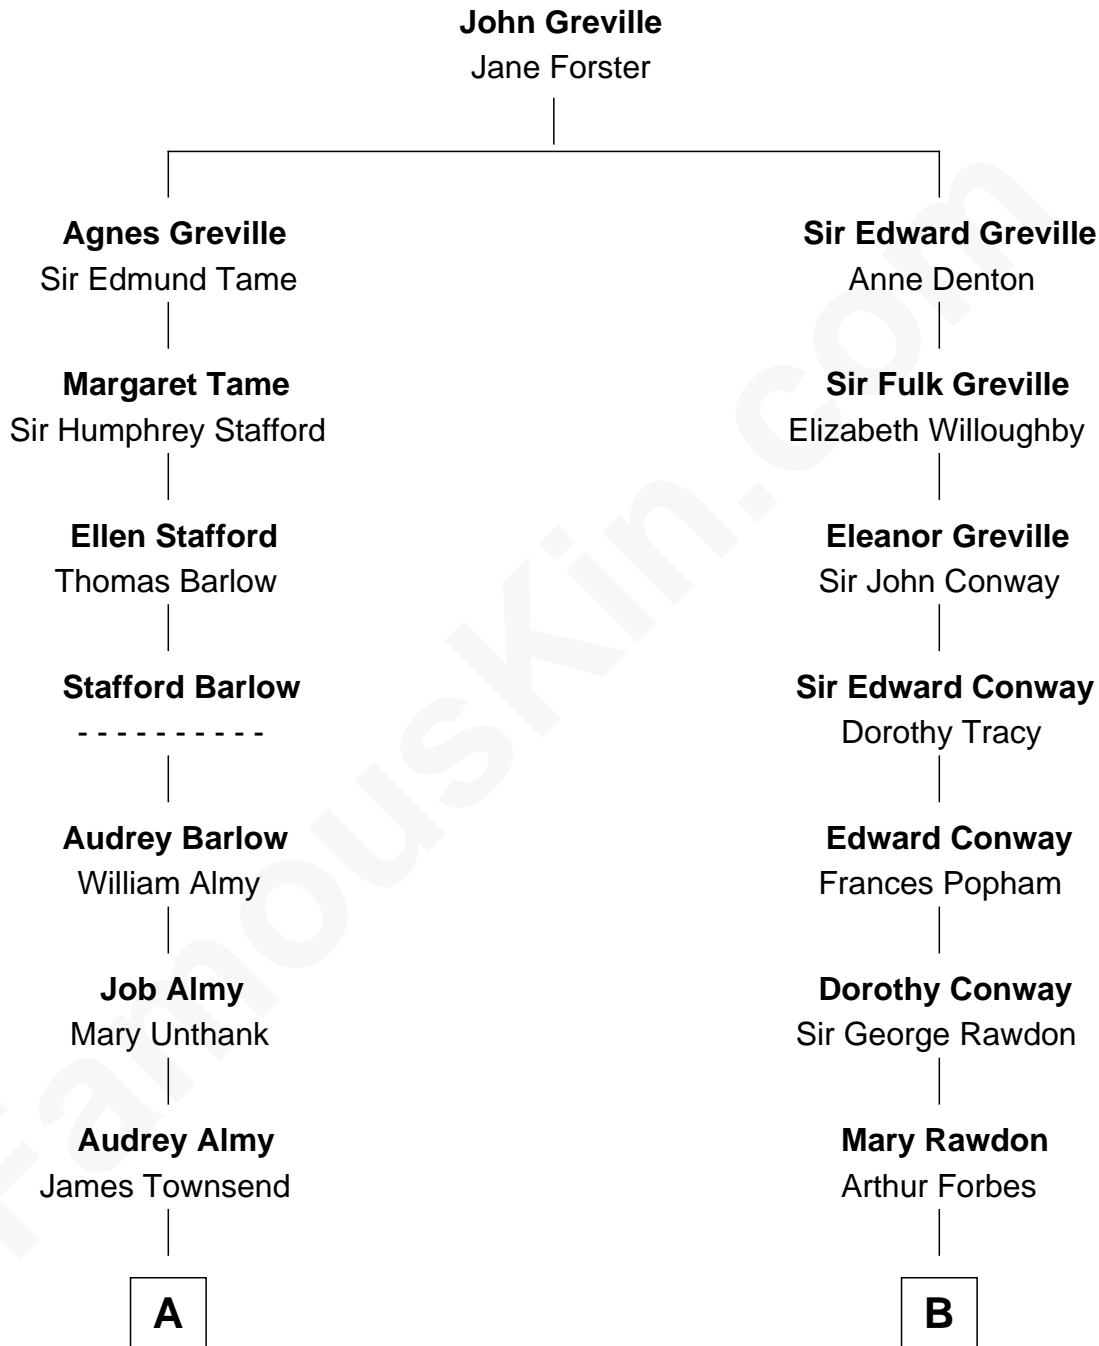 John Greville
Jane Forster
Agnes Greville
Sir Edmund Tame
Margaret Tame
Sir Humphrey Stafford
Ellen Stafford
Thomas Barlow
Stafford Barlow
- - - - - - - - - -
Audrey Barlow
William Almy
Job Almy
Mary Unthank
Audrey Almy
James Townsend
A
Sir Edward Greville
Anne Denton
Sir Fulk Greville
Elizabeth Willoughby
Eleanor Greville
Sir John Conway
Sir Edward Conway
Dorothy Tracy
Edward Conway
Frances Popham
Dorothy Conway
Sir George Rawdon
Mary Rawdon
Arthur Forbes
B
FamousKin.com